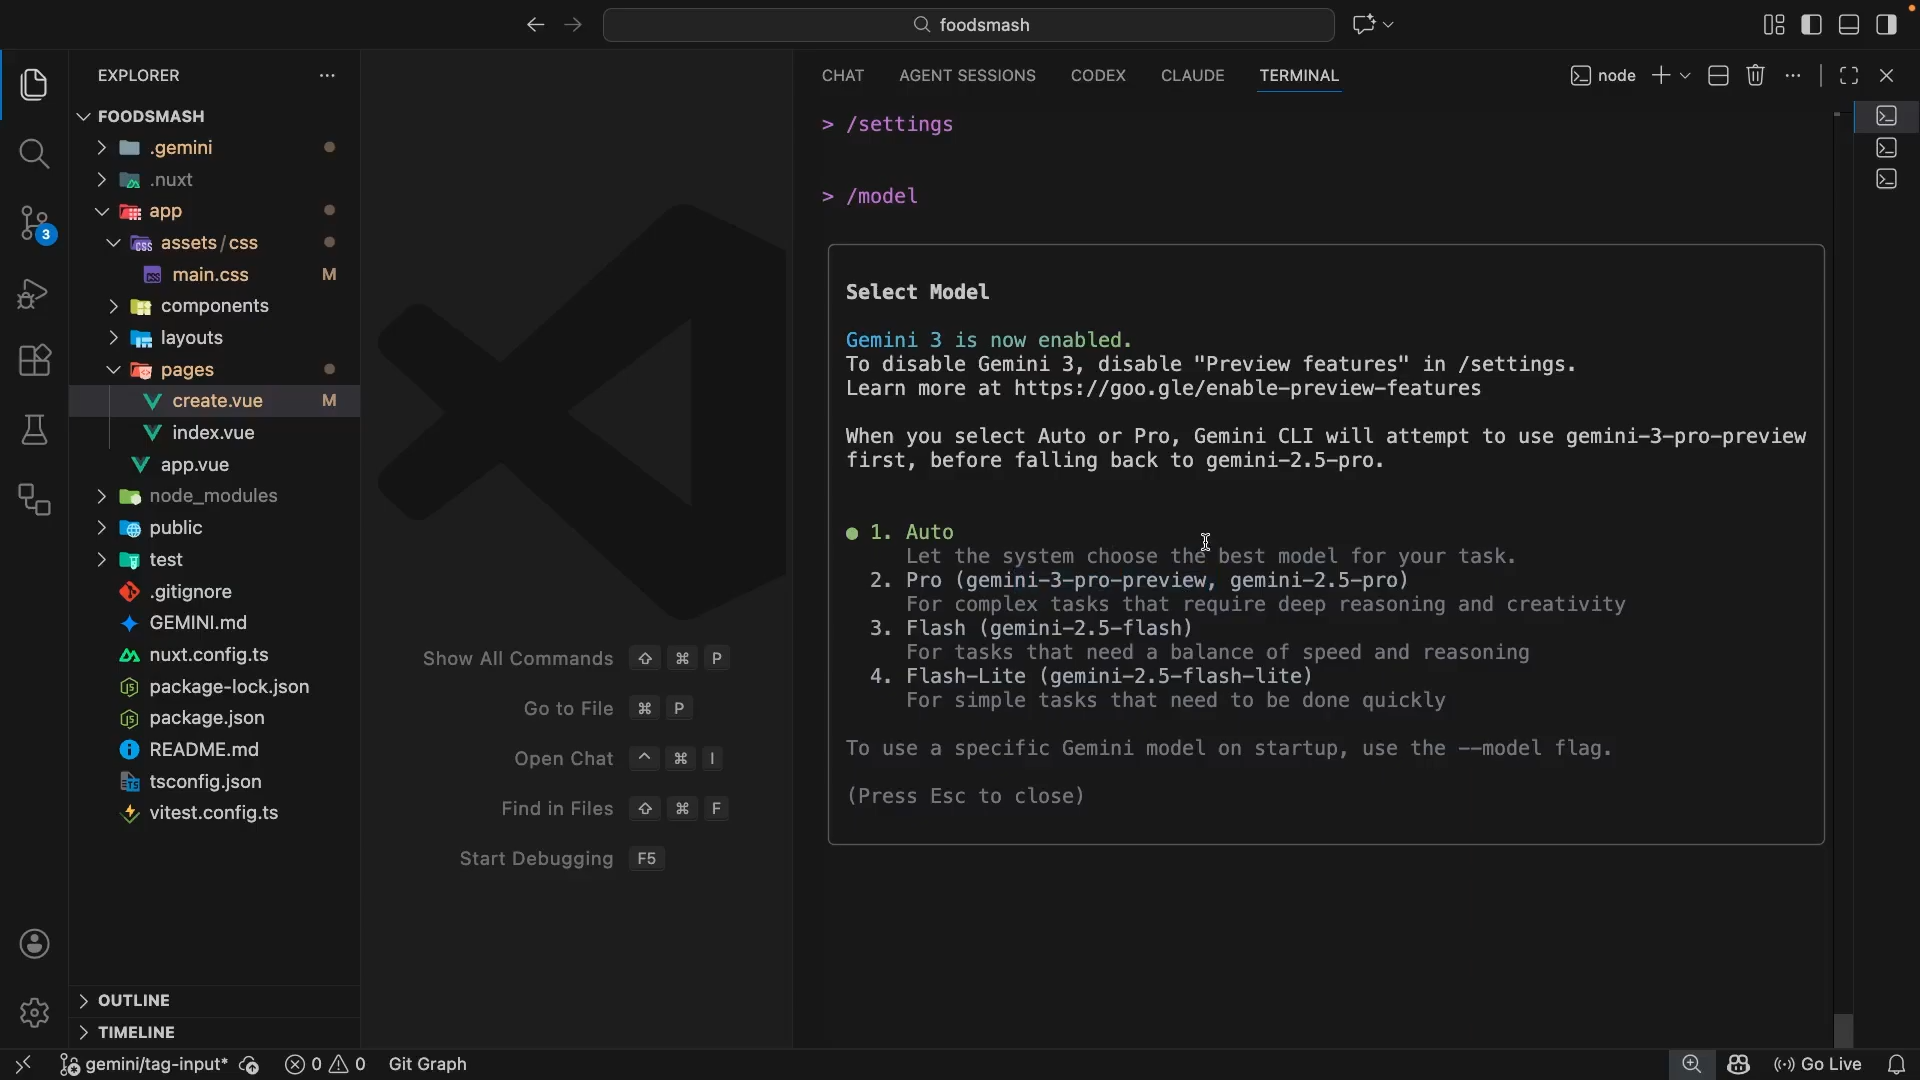 foodsmash
EXPLORER
FOODSMASH
.gemini
.nuxt
app
assets/css
main.css M
components
layouts
pages
create.vue M
index.vue
app.vue
node_modules
public
test
.gitignore
GEMINI.md
nuxt.config.ts
package-lock.json
package.json
README.md
tsconfig.json
vitest.config.ts
OUTLINE
TIMELINE
3
Show All Commands ⇧ ⌘ P
Go to File ⌘ P
Open Chat ^ ⌘ I
Find in Files ⇧ ⌘ F
Start Debugging F5
CHAT AGENT SESSIONS CODEX CLAUDE TERMINAL
node
> /settings
> /model
Select Model
Gemini 3 is now enabled.
To disable Gemini 3, disable "Preview features" in /settings.
Learn more at https://goo.gle/enable-preview-features
When you select Auto or Pro, Gemini CLI will attempt to use gemini-3-pro-preview
first, before falling back to gemini-2.5-pro.
● 1. Auto
Let the system choose the best model for your task.
2. Pro (gemini-3-pro-preview, gemini-2.5-pro)
For complex tasks that require deep reasoning and creativity
3. Flash (gemini-2.5-flash)
For tasks that need a balance of speed and reasoning
4. Flash-Lite (gemini-2.5-flash-lite)
For simple tasks that need to be done quickly
To use a specific Gemini model on startup, use the --model flag.
(Press Esc to close)
gemini/tag-input* 0 0 Git Graph
Go Live